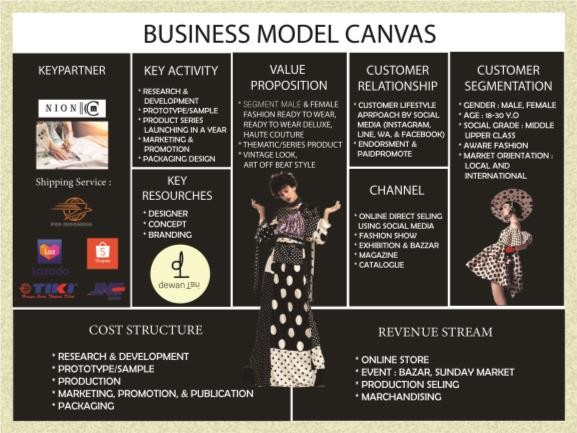 BUSINESS MODEL CANVAS
KEYPARTNER
NION
Shipping Service :
POS INDONESIA
Lazada
Shopee
TIKI
JNE
KEY ACTIVITY
* RESEARCH &
DEVELOPMENT
* PROTOTYPE/SAMPLE
* PRODUCT SERIES
LAUNCHING IN A YEAR
* MARKETING &
PROMOTION
* PACKAGING DESIGN
KEY
RESOURCHES
* DESIGNER
* CONCEPT
* BRANDING
dewan
VALUE
PROPOSITION
* SEGMENT MALE & FEMALE
FASHION READY TO WEAR,
READY TO WEAR DELUXE,
HAUTE COUTURE
* THEMATIC/SERIES PRODUCT
* VINTAGE LOOK,
ART OFF BEAT STYLE
CUSTOMER
RELATIONSHIP
* CUSTOMER LIFESTYLE
APRPOACH BY SOCIAL
MEDIA (INSTAGRAM,
LINE, WA, & FACEBOOK)
* ENDORSMENT &
PAIDPROMOTE
CHANNEL
* ONLINE DIRECT SELING
USING SOCIAL MEDIA
* FASHION SHOW
* EXHIBITION & BAZZAR
* MAGAZINE
* CATALOGUE
CUSTOMER
SEGMENTATION
* GENDER : MALE, FEMALE
* AGE : 18-30 Y.O
* SOCIAL GRADE : MIDDLE
UPPER CLASS
* AWARE FASHION
* MARKET ORIENTATION :
LOCAL AND
INTERNATIONAL
COST STRUCTURE
* RESEARCH & DEVELOPMENT
* PROTOTYPE/SAMPLE
* PRODUCTION
* MARKETING, PROMOTION, & PUBLICATION
* PACKAGING
REVENUE STREAM
* ONLINE STORE
* EVENT : BAZAR, SUNDAY MARKET
* PRODUCTION SELING
* MARCHANDISING